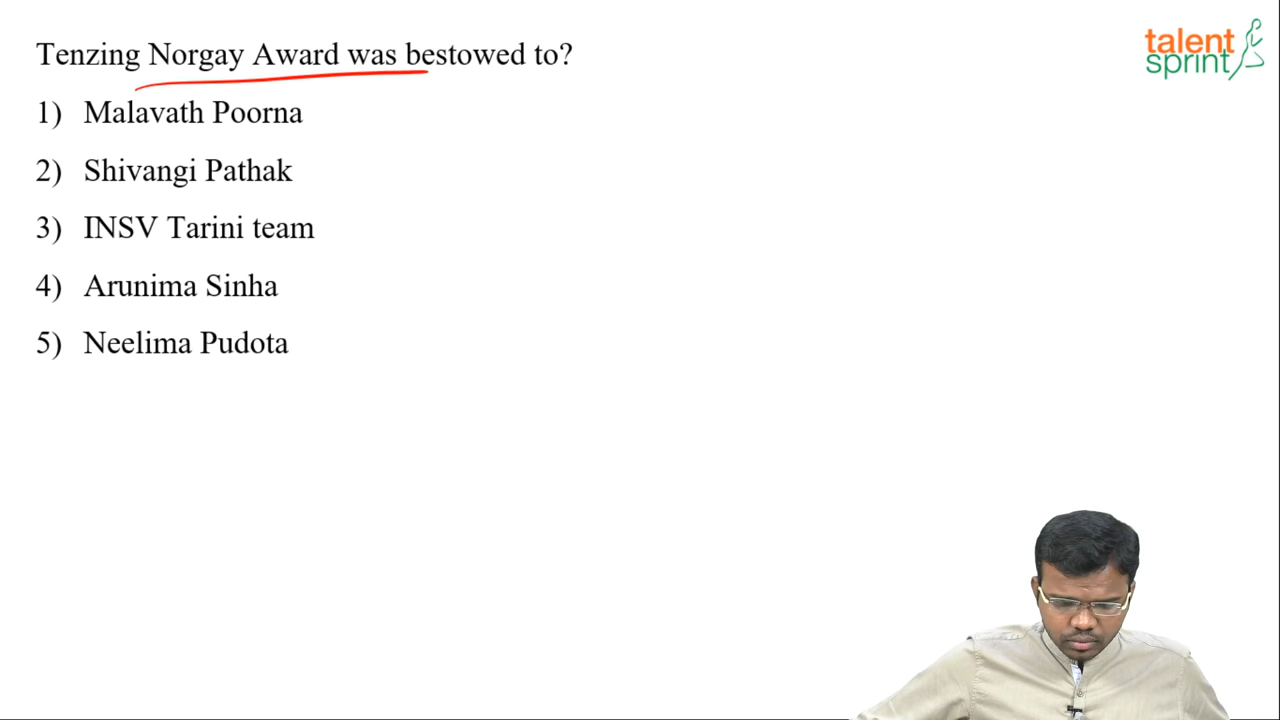 Tenzing Norgay Award was bestowed to?
talent
sprint
1) Malavath Poorna
2) Shivangi Pathak
3) INSV Tarini team
4) Arunima Sinha
5) Neelima Pudota